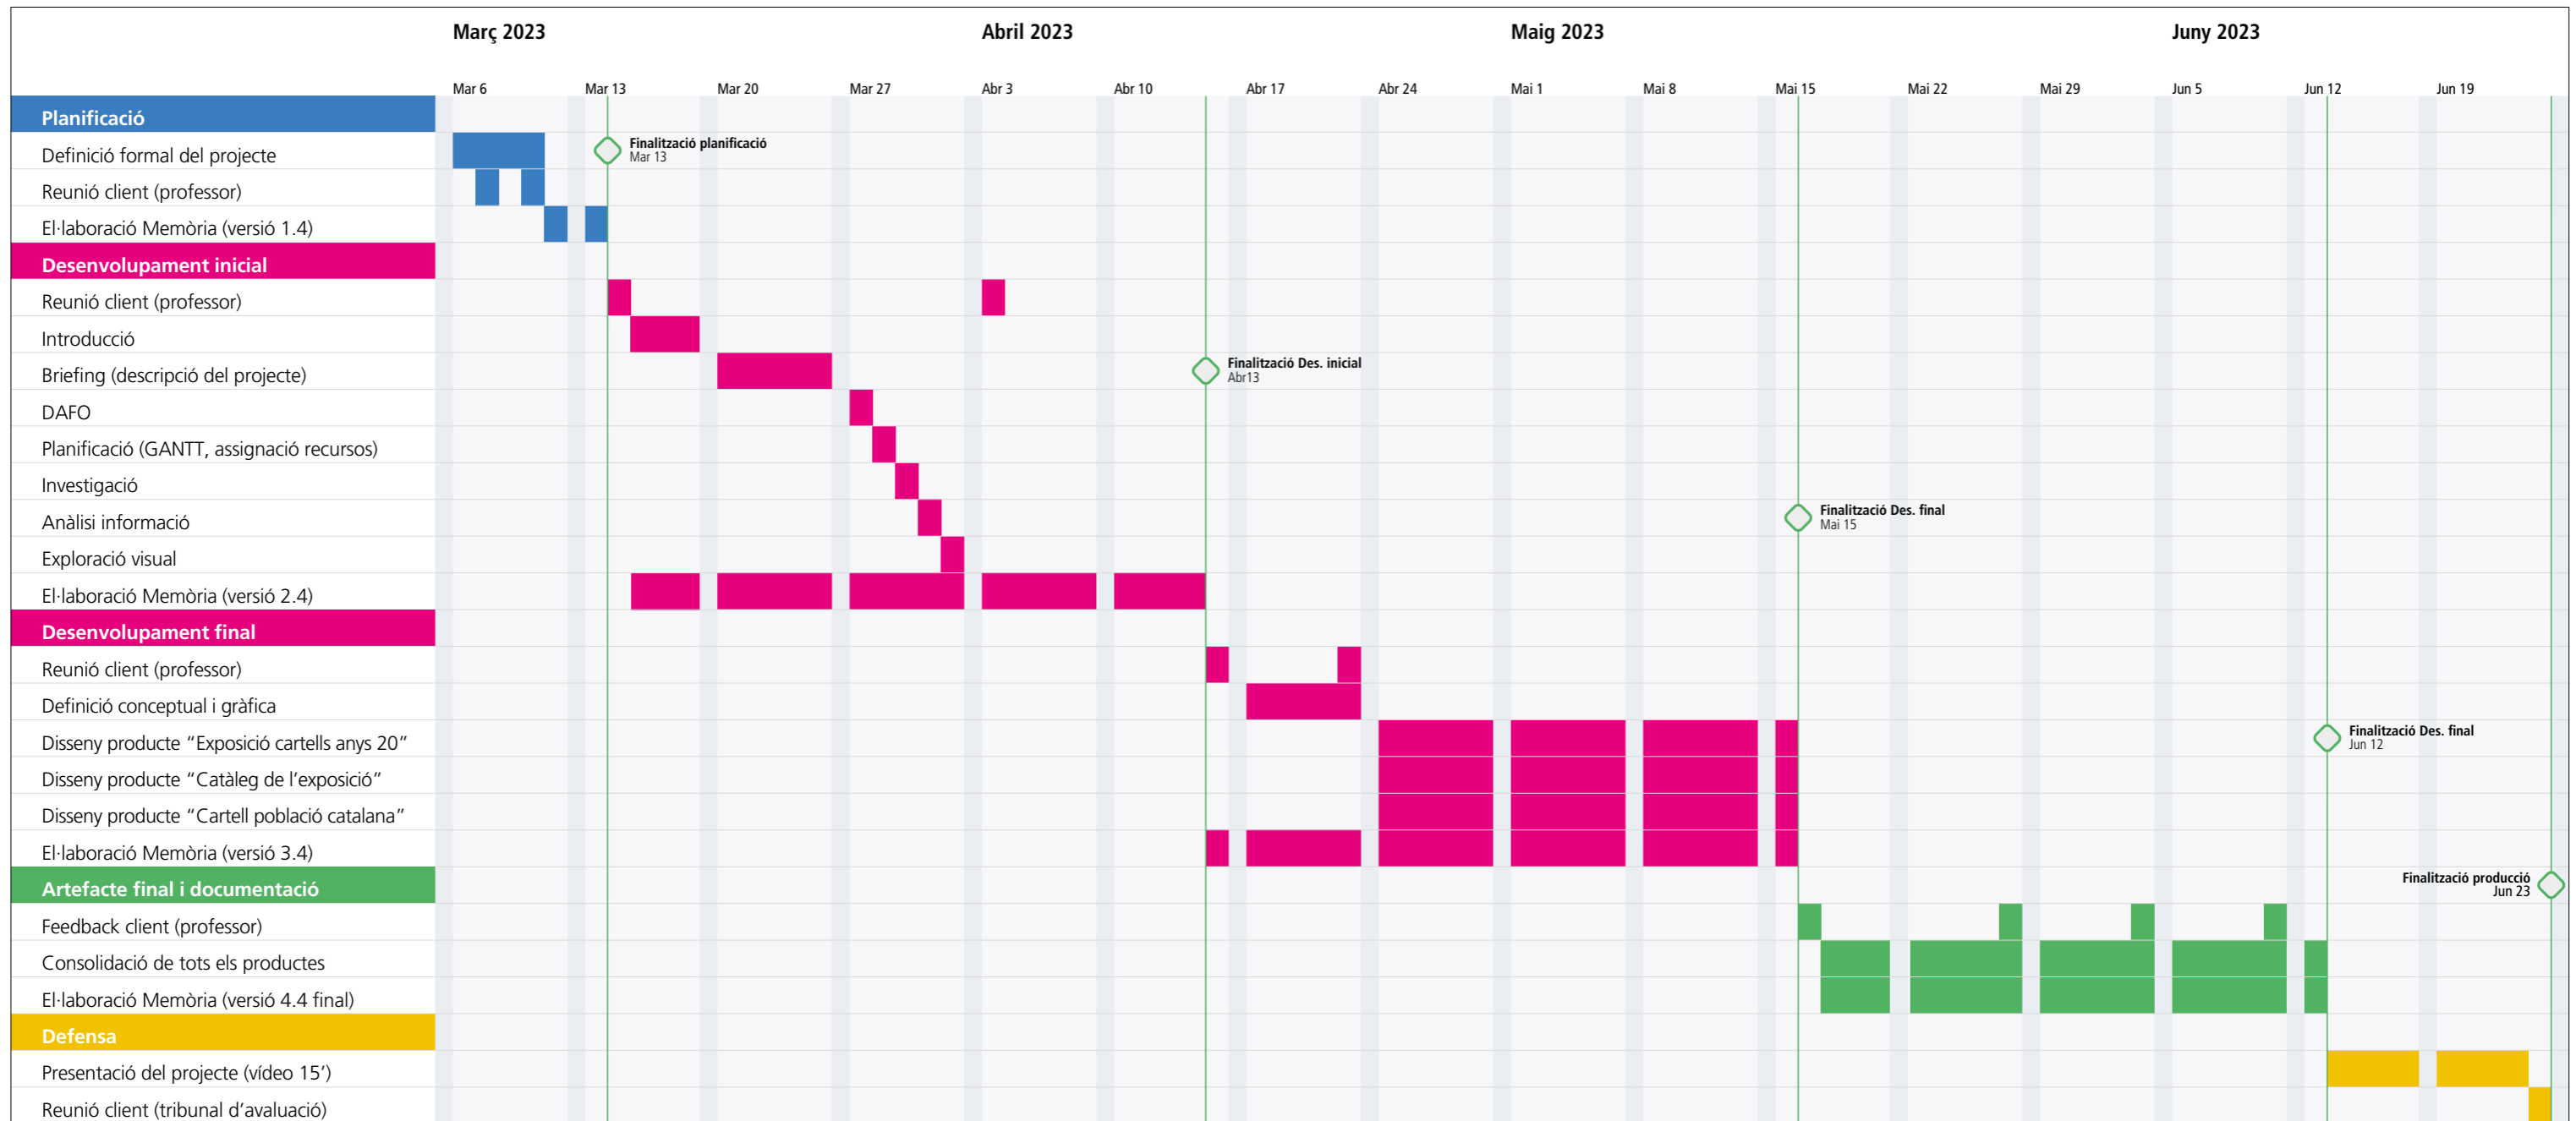 Març 2023 Abril 2023 Maig 2023 Juny 2023
Mar 6 Mar 13 Mar 20 Mar 27 Abr 3 Abr 10 Abr 17 Abr 24 Mai 1 Mai 8 Mai 15 Mai 22 Mai 29 Jun 5 Jun 12 Jun 19
Planificació
Definició formal del projecte
Finalització planificació
Mar 13
Reunió client (professor)
El·laboració Memòria (versió 1.4)
Desenvolupament inicial
Reunió client (professor)
Introducció
Briefing (descripció del projecte)
Finalització Des. inicial
Abr13
DAFO
Planificació (GANTT, assignació recursos)
Investigació
Anàlisi informació
Finalització Des. final
Mai 15
Exploració visual
El·laboració Memòria (versió 2.4)
Desenvolupament final
Reunió client (professor)
Definició conceptual i gràfica
Disseny producte “Exposició cartells anys 20”
Finalització Des. final
Jun 12
Disseny producte “Catàleg de l’exposició”
Disseny producte “Cartell població catalana”
El·laboració Memòria (versió 3.4)
Artefacte final i documentació
Finalització producció
Jun 23
Feedback client (professor)
Consolidació de tots els productes
El·laboració Memòria (versió 4.4 final)
Defensa
Presentació del projecte (vídeo 15’)
Reunió client (tribunal d’avaluació)